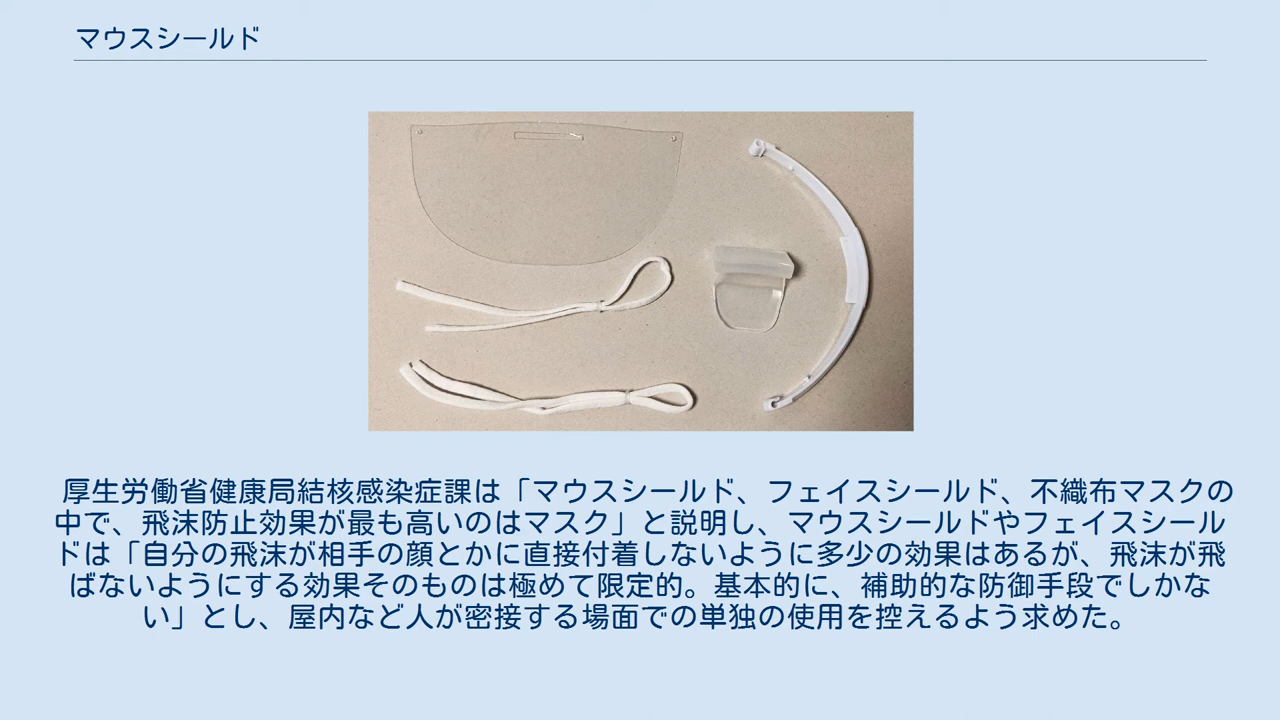 マウスシールド
厚生労働省健康局結核感染症課は「マウスシールド、フェイスシールド、不織布マスクの
中で、飛沫防止効果が最も高いのはマスク」と説明し、マウスシールドやフェイスシール
ドは「自分の飛沫が相手の顔とかに直接付着しないように多少の効果はあるが、飛沫が飛
ばないようにする効果そのものは極めて限定的。基本的に、補助的な防御手段でしかな
い」とし、屋内など人が密接する場面での単独の使用を控えるよう求めた。